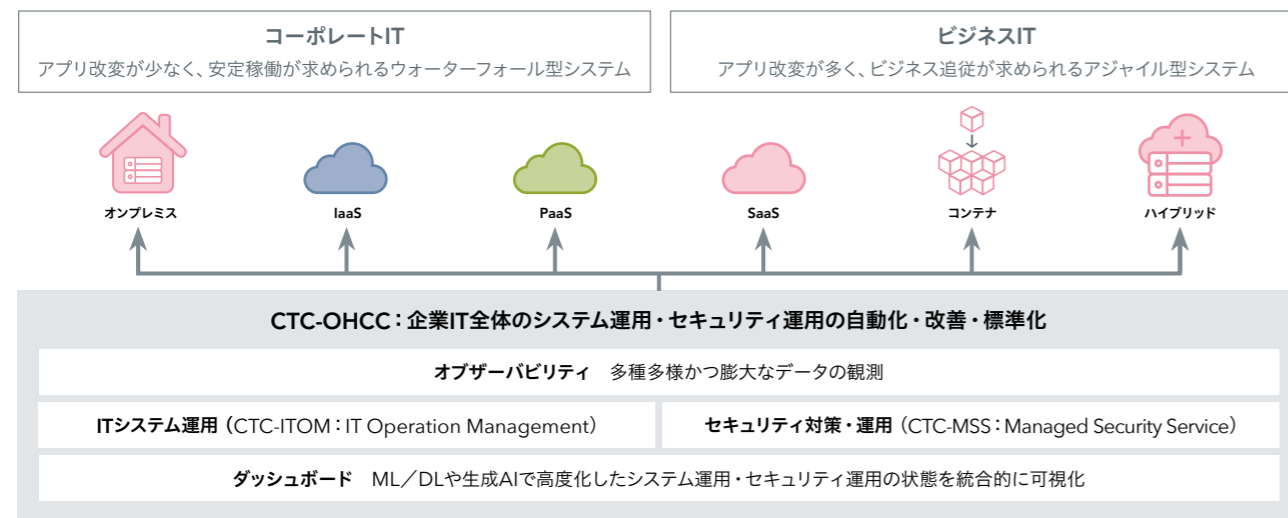 コーポレートIT
アプリ改変が少なく、安定稼働が求められるウォーターフォール型システム
ビジネスIT
アプリ改変が多く、ビジネス追従が求められるアジャイル型システム
オンプレミス
IaaS
PaaS
SaaS
コンテナ
ハイブリッド
CTC-OHCC：企業IT全体のシステム運用・セキュリティ運用の自動化・改善・標準化
オブザーバビリティ　多種多様かつ膨大なデータの観測
ITシステム運用（CTC-ITOM：IT Operation Management）
セキュリティ対策・運用（CTC-MSS：Managed Security Service）
ダッシュボード　ML／DLや生成AIで高度化したシステム運用・セキュリティ運用の状態を統合的に可視化